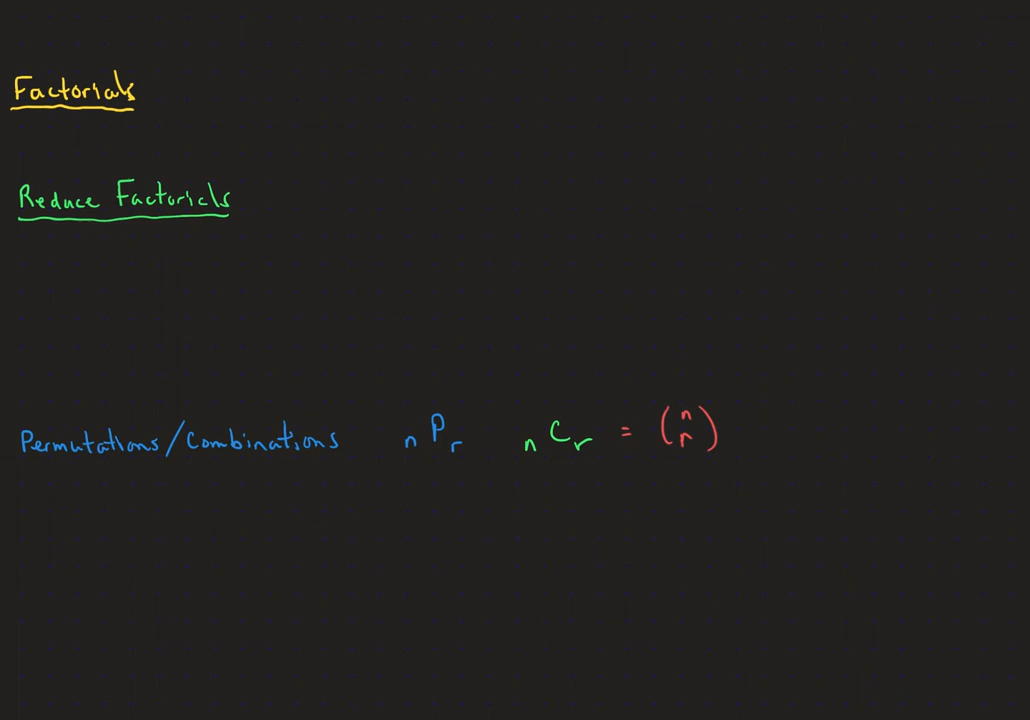 Factorials
Reduce Factorials
Permutations/Combinations nPr nCr = (n r)